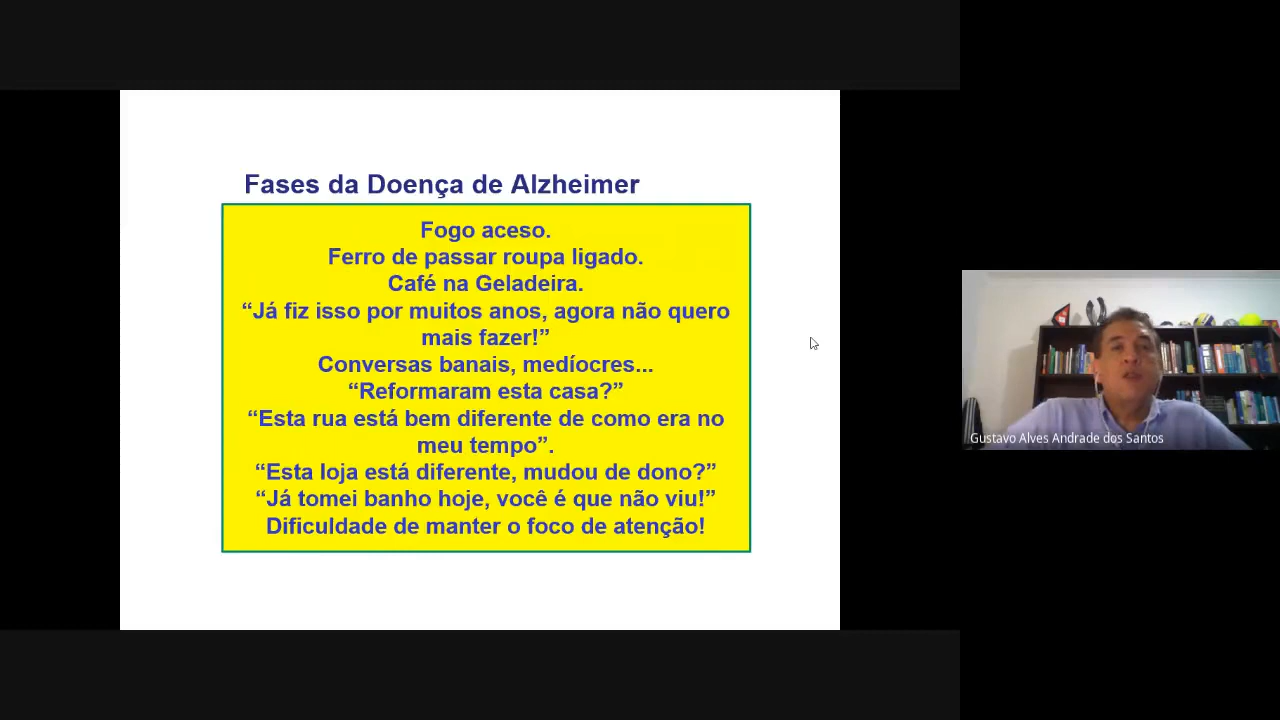 Fases da Doença de Alzheimer
Fogo aceso.
Ferro de passar roupa ligado.
Café na Geladeira.
“Já fiz isso por muitos anos, agora não quero
mais fazer!”
Conversas banais, medíocres...
“Reformaram esta casa?”
“Esta rua está bem diferente de como era no
meu tempo”.
“Esta loja está diferente, mudou de dono?”
“Já tomei banho hoje, você é que não viu!”
Dificuldade de manter o foco de atenção!
Gustavo Alves Andrade dos Santos